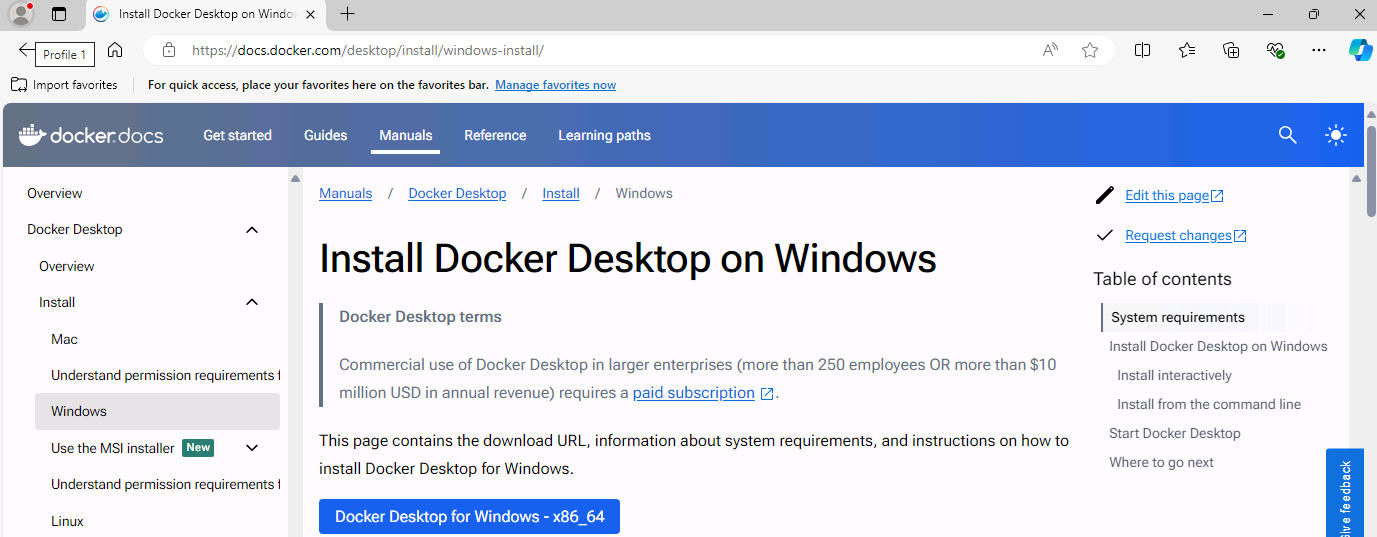 Install Docker Desktop on Windo
Profile 1
https://docs.docker.com/desktop/install/windows-install/
Import favorites
For quick access, place your favorites here on the favorites bar. Manage favorites now
docker.docs
Get started
Guides
Manuals
Reference
Learning paths
Overview
Docker Desktop
Overview
Install
Mac
Understand permission requirements f
Windows
Use the MSI installer New
Understand permission requirements f
Linux
Manuals / Docker Desktop / Install / Windows
Install Docker Desktop on Windows
Docker Desktop terms
Commercial use of Docker Desktop in larger enterprises (more than 250 employees OR more than $10
million USD in annual revenue) requires a paid subscription.
This page contains the download URL, information about system requirements, and instructions on how to
install Docker Desktop for Windows.
Docker Desktop for Windows - x86_64
Edit this page
Request changes
Table of contents
System requirements
Install Docker Desktop on Windows
Install interactively
Install from the command line
Start Docker Desktop
Where to go next
Give feedback